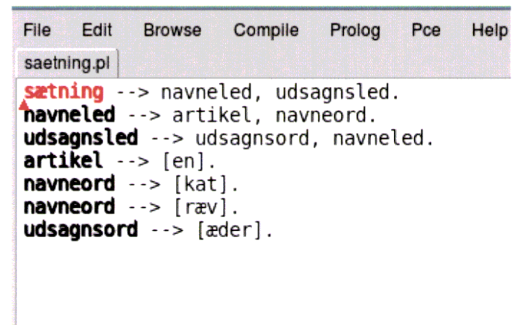 File Edit Browse Compile Prolog Pce Help
saetning.pl
sætning --> navneled, udsagnsled.
navneled --> artikel, navneord.
udsagnsled --> udsagnsord, navneled.
artikel --> [en].
navneord --> [kat].
navneord --> [ræv].
udsagnsord --> [æder].